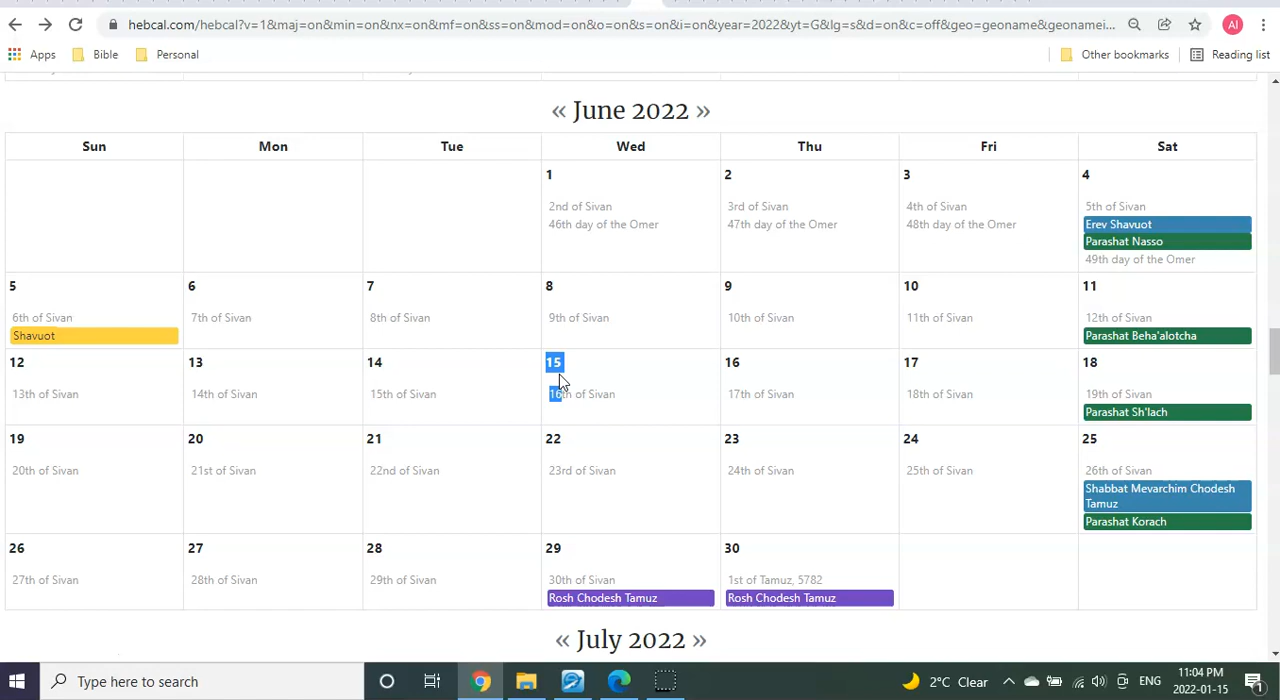 hebcal.com/hebcal?v=1&maj=on&min=on&nx=on&mf=on&ss=on&mod=on&o=on&s=on&i=on&year=2022&yt=G&lg=s&d=on&c=off&geo=geoname&geonamei...
AI
Apps
Bible
Personal
Other bookmarks
Reading list
« June 2022 »
Sun Mon Tue Wed Thu Fri Sat
1
2nd of Sivan
46th day of the Omer
2
3rd of Sivan
47th day of the Omer
3
4th of Sivan
48th day of the Omer
4
5th of Sivan
Erev Shavuot
Parashat Nasso
49th day of the Omer
5
6th of Sivan
Shavuot
6
7th of Sivan
7
8th of Sivan
8
9th of Sivan
9
10th of Sivan
10
11th of Sivan
11
12th of Sivan
Parashat Beha'alotcha
12
13th of Sivan
13
14th of Sivan
14
15th of Sivan
15
16th of Sivan
16
17th of Sivan
17
18th of Sivan
18
19th of Sivan
Parashat Sh'lach
19
20th of Sivan
20
21st of Sivan
21
22nd of Sivan
22
23rd of Sivan
23
24th of Sivan
24
25th of Sivan
25
26th of Sivan
Shabbat Mevarchim Chodesh
Tamuz
Parashat Korach
26
27th of Sivan
27
28th of Sivan
28
29th of Sivan
29
30th of Sivan
Rosh Chodesh Tamuz
30
1st of Tamuz, 5782
Rosh Chodesh Tamuz
« July 2022 »
Type here to search
2°C Clear
ENG
11:04 PM
2022-01-15
1